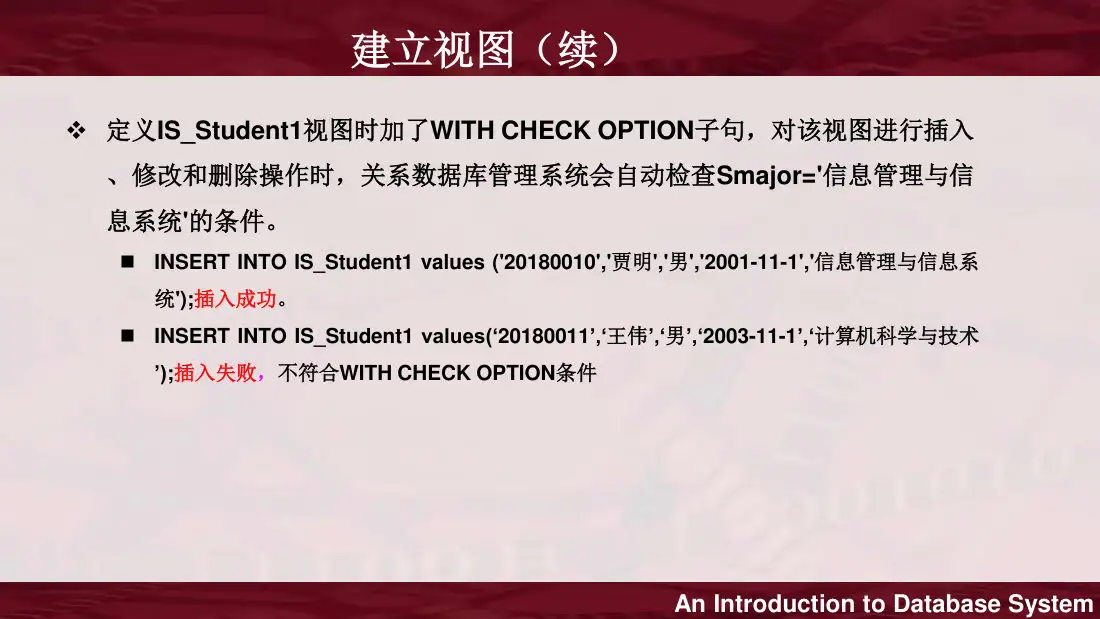 建立视图（续）
❖ 定义IS_Student1视图时加了WITH CHECK OPTION子句，对该视图进行插入
、修改和删除操作时，关系数据库管理系统会自动检查Smajor='信息管理与信
息系统'的条件。
■ INSERT INTO IS_Student1 values ('20180010','贾明','男','2001-11-1','信息管理与信息系
统');插入成功。
■ INSERT INTO IS_Student1 values(‘20180011’,‘王伟’,‘男’,‘2003-11-1’,‘计算机科学与技术
’);插入失败，不符合WITH CHECK OPTION条件
An Introduction to Database System